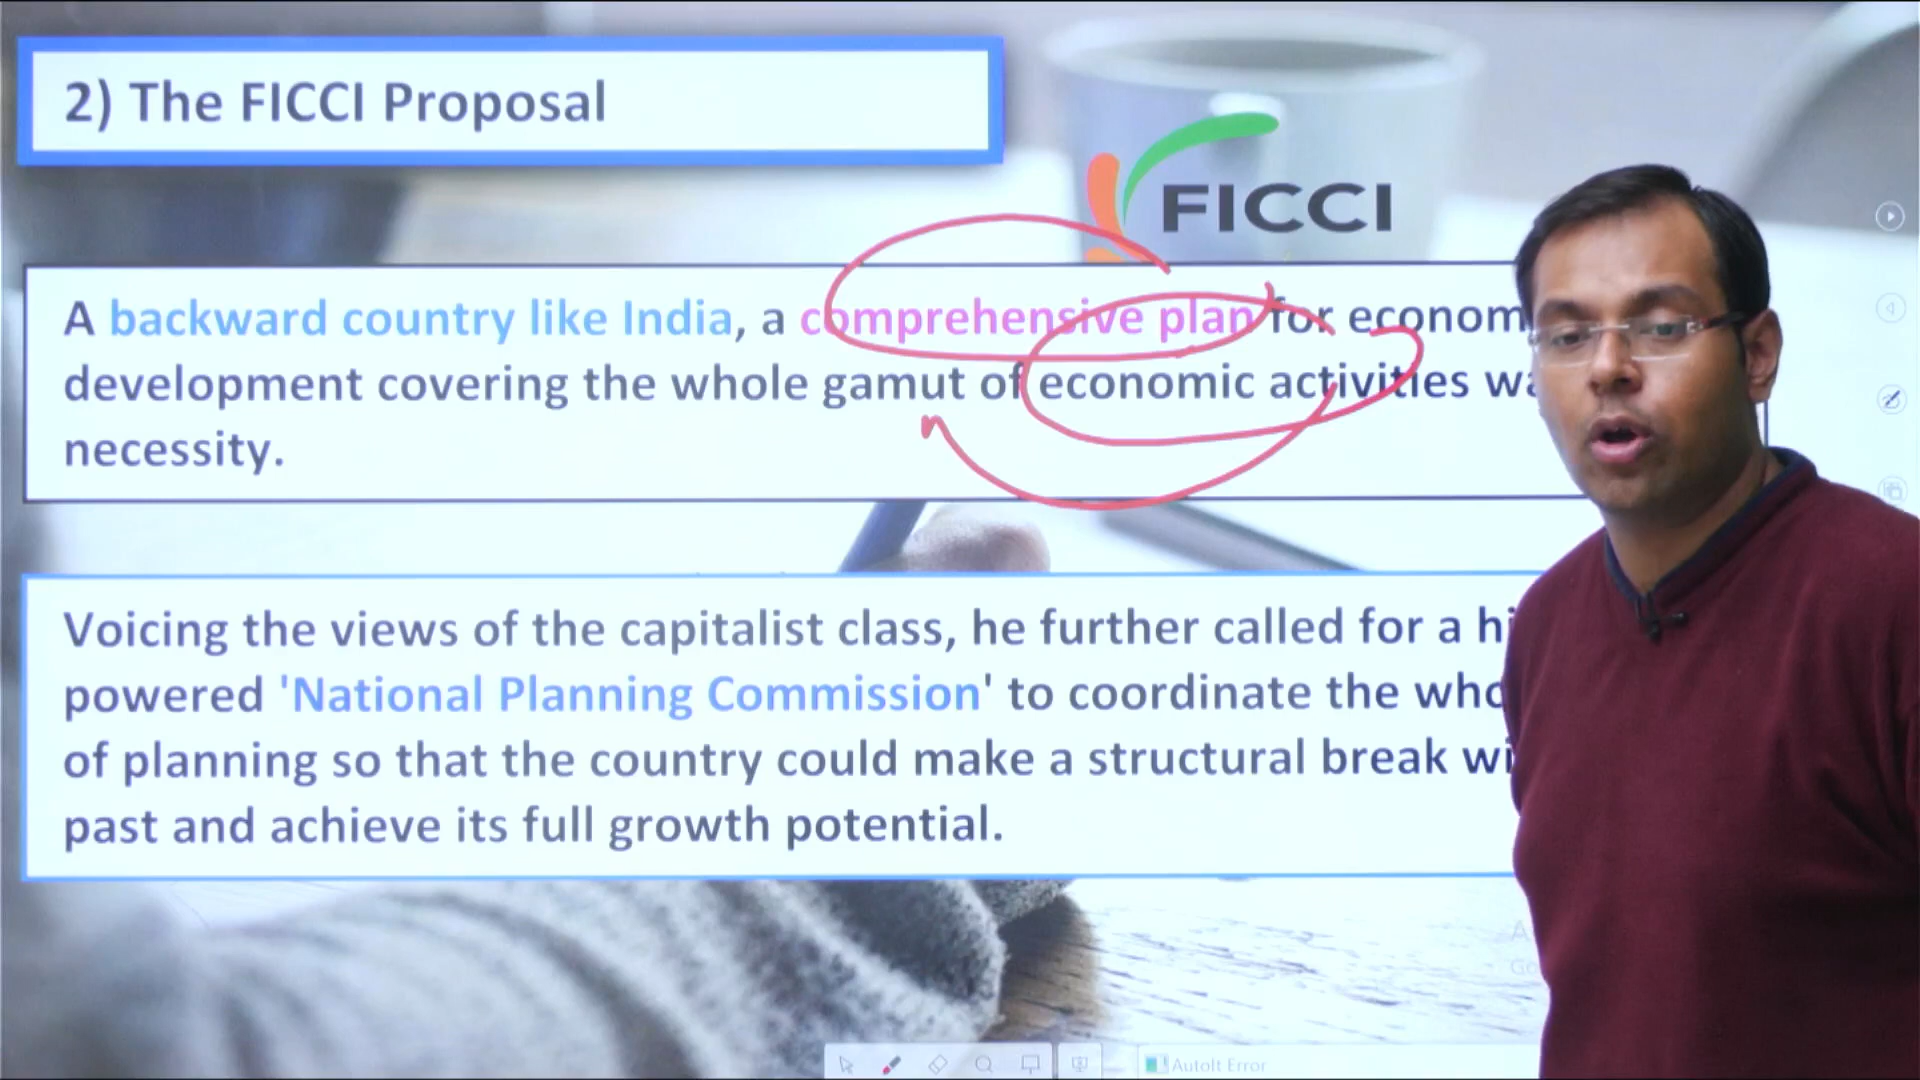 2) The FICCI Proposal
FICCI
A backward country like India, a comprehensive plan for econom
development covering the whole gamut of economic activities wa
necessity.
Voicing the views of the capitalist class, he further called for a hi
powered 'National Planning Commission' to coordinate the who
of planning so that the country could make a structural break wi
past and achieve its full growth potential.
AutoIt Error